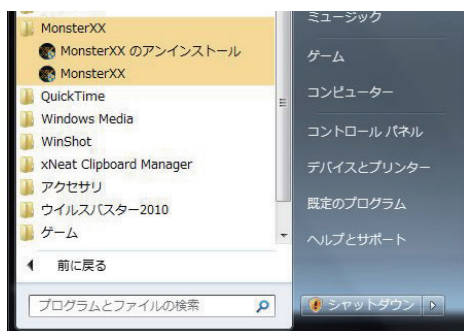 MonsterXX
MonsterXX のアンインストール
MonsterXX
QuickTime
Windows Media
WinShot
xNeat Clipboard Manager
アクセサリ
ウイルスバスター2010
ゲーム
前に戻る
プログラムとファイルの検索
ミュージック
ゲーム
コンピューター
コントロール パネル
デバイスとプリンター
既定のプログラム
ヘルプとサポート
シャットダウン